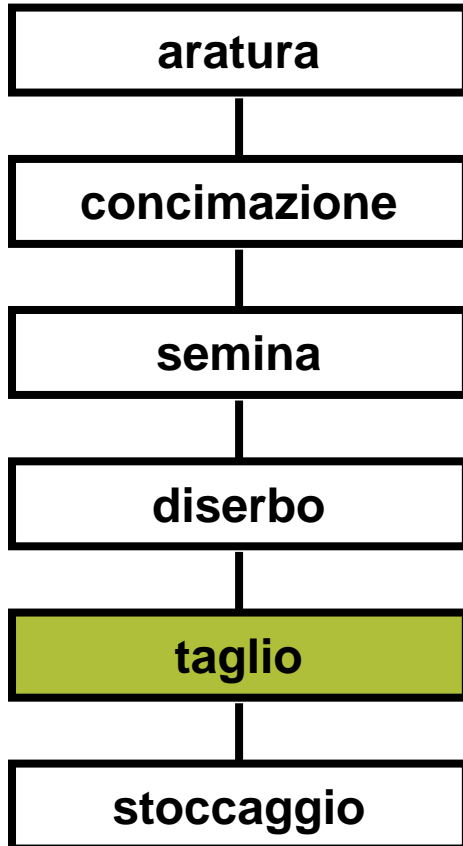 aratura
concimazione
semina
diserbo
taglio
stoccaggio